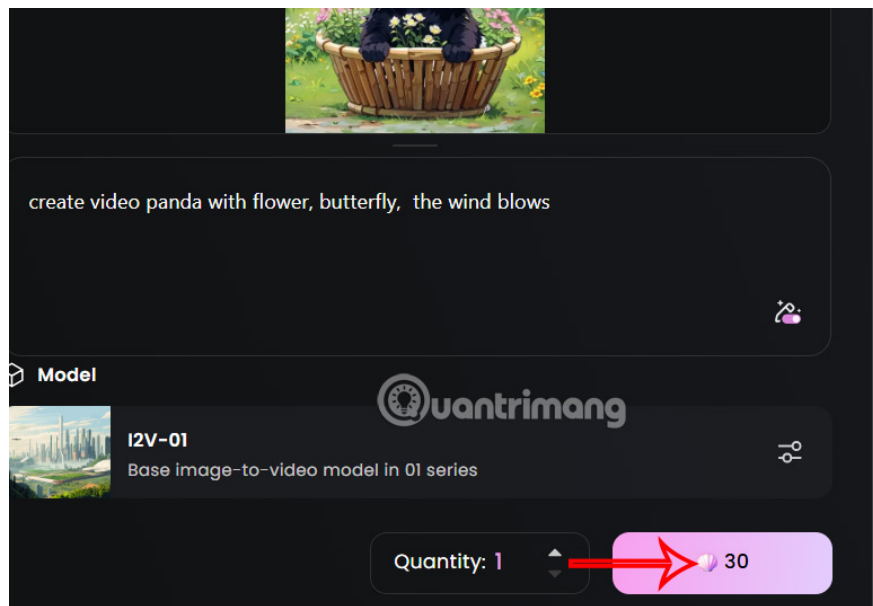 create video panda with flower, butterfly,  the wind blows
Model
Quantrimang
I2V-01
Base image-to-video model in 01 series
Quantity: 1
30